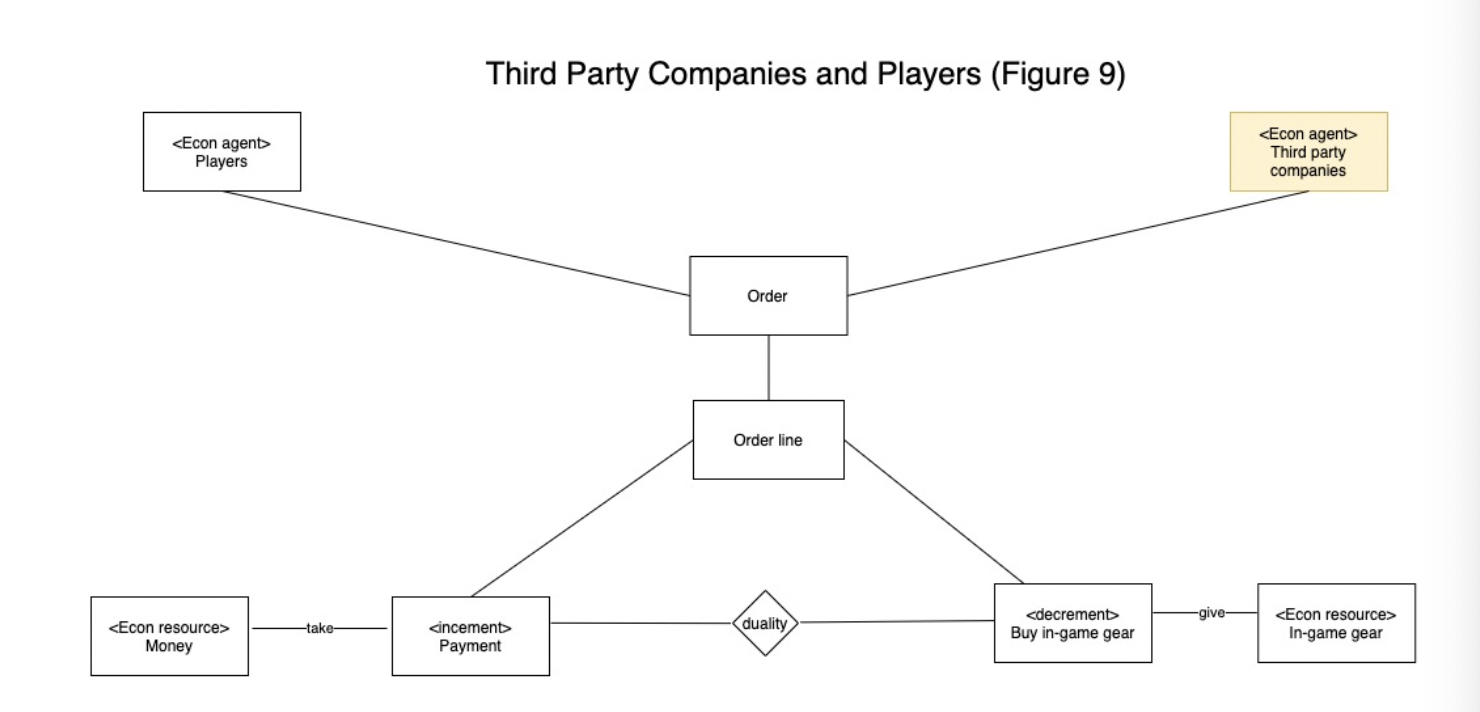 Third Party Companies and Players (Figure 9)
<Econ agent>
Players
<Econ agent>
Third party
companies
Order
Order line
<Econ resource>
Money
take
<incement>
Payment
duality
<decrement>
Buy in-game gear
give
<Econ resource>
In-game gear